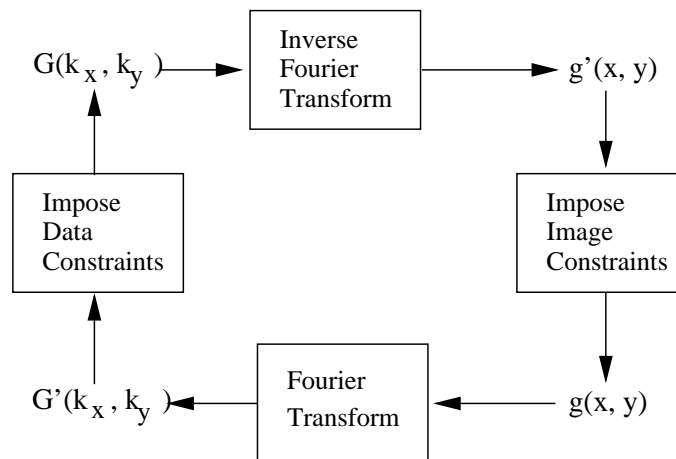 Inverse
Fourier
Transform
G(k x , k y )
g’(x, y)
Impose
Data
Constraints
Impose
Image
Constraints
G’(k x , k y )
Fourier
Transform
g(x, y)